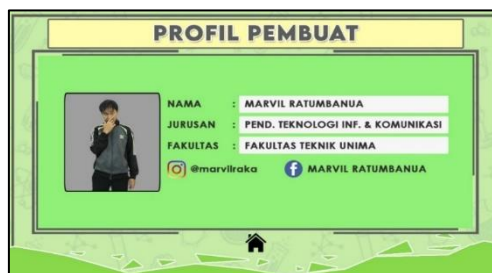 PROFIL PEMBUAT
NAMA : MARVIL RATUMBANUA
JURUSAN : PEND. TEKNOLOGI INF. & KOMUNIKASI
FAKULTAS : FAKULTAS TEKNIK UNIMA
@marvilraka MARVIL RATUMBANUA